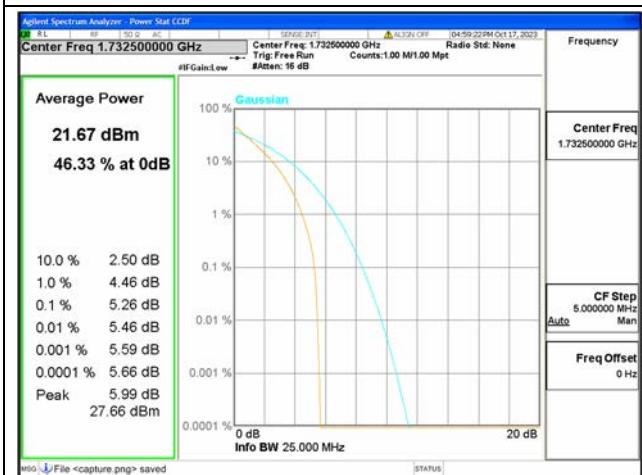 Agilent Spectrum Analyzer - Power Stat CCDF
RL RF 50 Ω AC SENSE:INT ALIGN OFF 04:59:22 PM Oct 17, 2023
Center Freq 1.732500000 GHz
Center Freq: 1.732500000 GHz Radio Std: None
Trig: Free Run Counts:1.00 M/1.00 Mpt
#IFGain:Low #Atten: 16 dB
Frequency
Average Power
21.67 dBm
46.33 % at 0dB
10.0 % 2.50 dB
1.0 % 4.46 dB
0.1 % 5.26 dB
0.01 % 5.46 dB
0.001 % 5.59 dB
0.0001 % 5.66 dB
Peak 5.99 dB
27.66 dBm
Gaussian
100 %
10 %
1 %
0.1 %
0.01 %
0.001 %
0.0001 %
0 dB 20 dB
Info BW 25.000 MHz
Center Freq
1.732500000 GHz
CF Step
5.000000 MHz
Auto Man
Freq Offset
0 Hz
MSG File <capture.png> saved STATUS